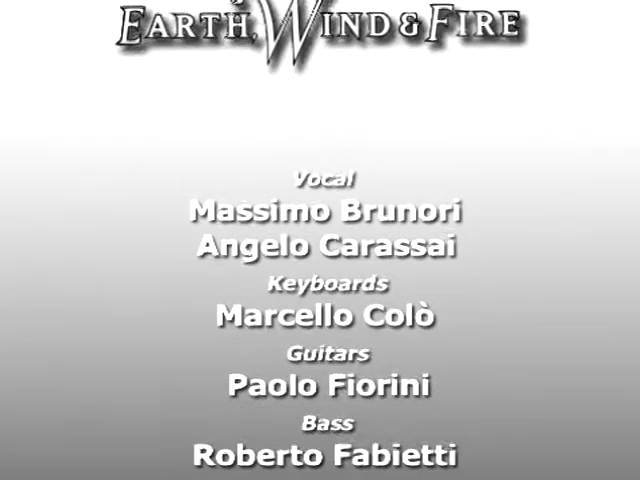 EARTH, WIND & FIRE
Vocal
Massimo Brunori
Angelo Carassai
Keyboards
Marcello Colò
Guitars
Paolo Fiorini
Bass
Roberto Fabietti